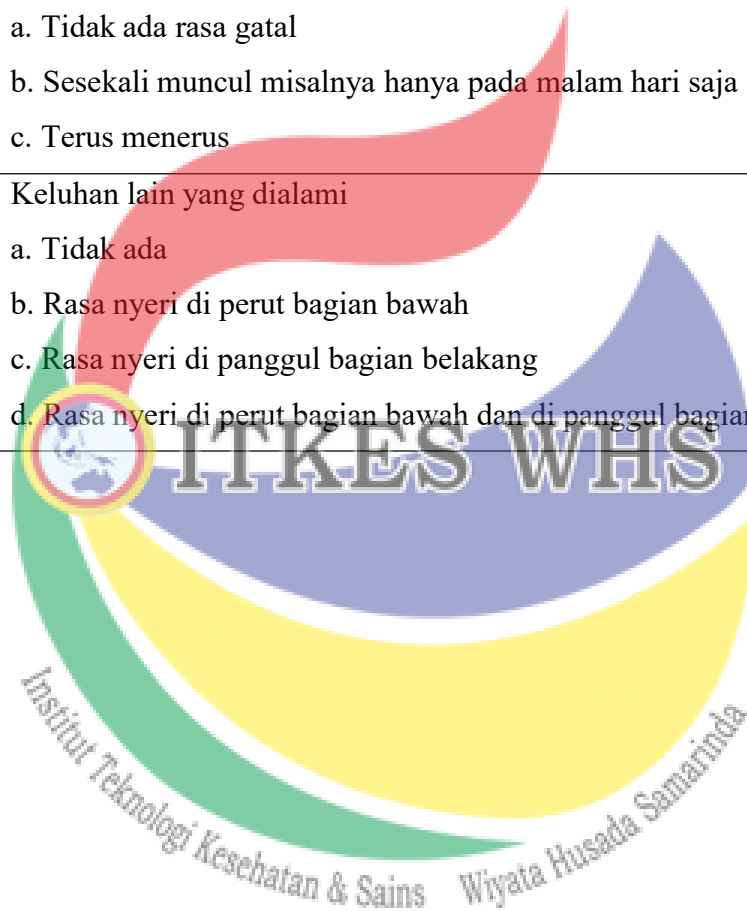 a. Tidak ada rasa gatal
b. Sesekali muncul misalnya hanya pada malam hari saja
c. Terus menerus
Keluhan lain yang dialami
a. Tidak ada
b. Rasa nyeri di perut bagian bawah
c. Rasa nyeri di panggul bagian belakang
d. Rasa nyeri di perut bagian bawah dan di panggul bagian
ITKES WHS
Institut Teknologi Kesehatan & Sains Wiyata Husada Samarinda